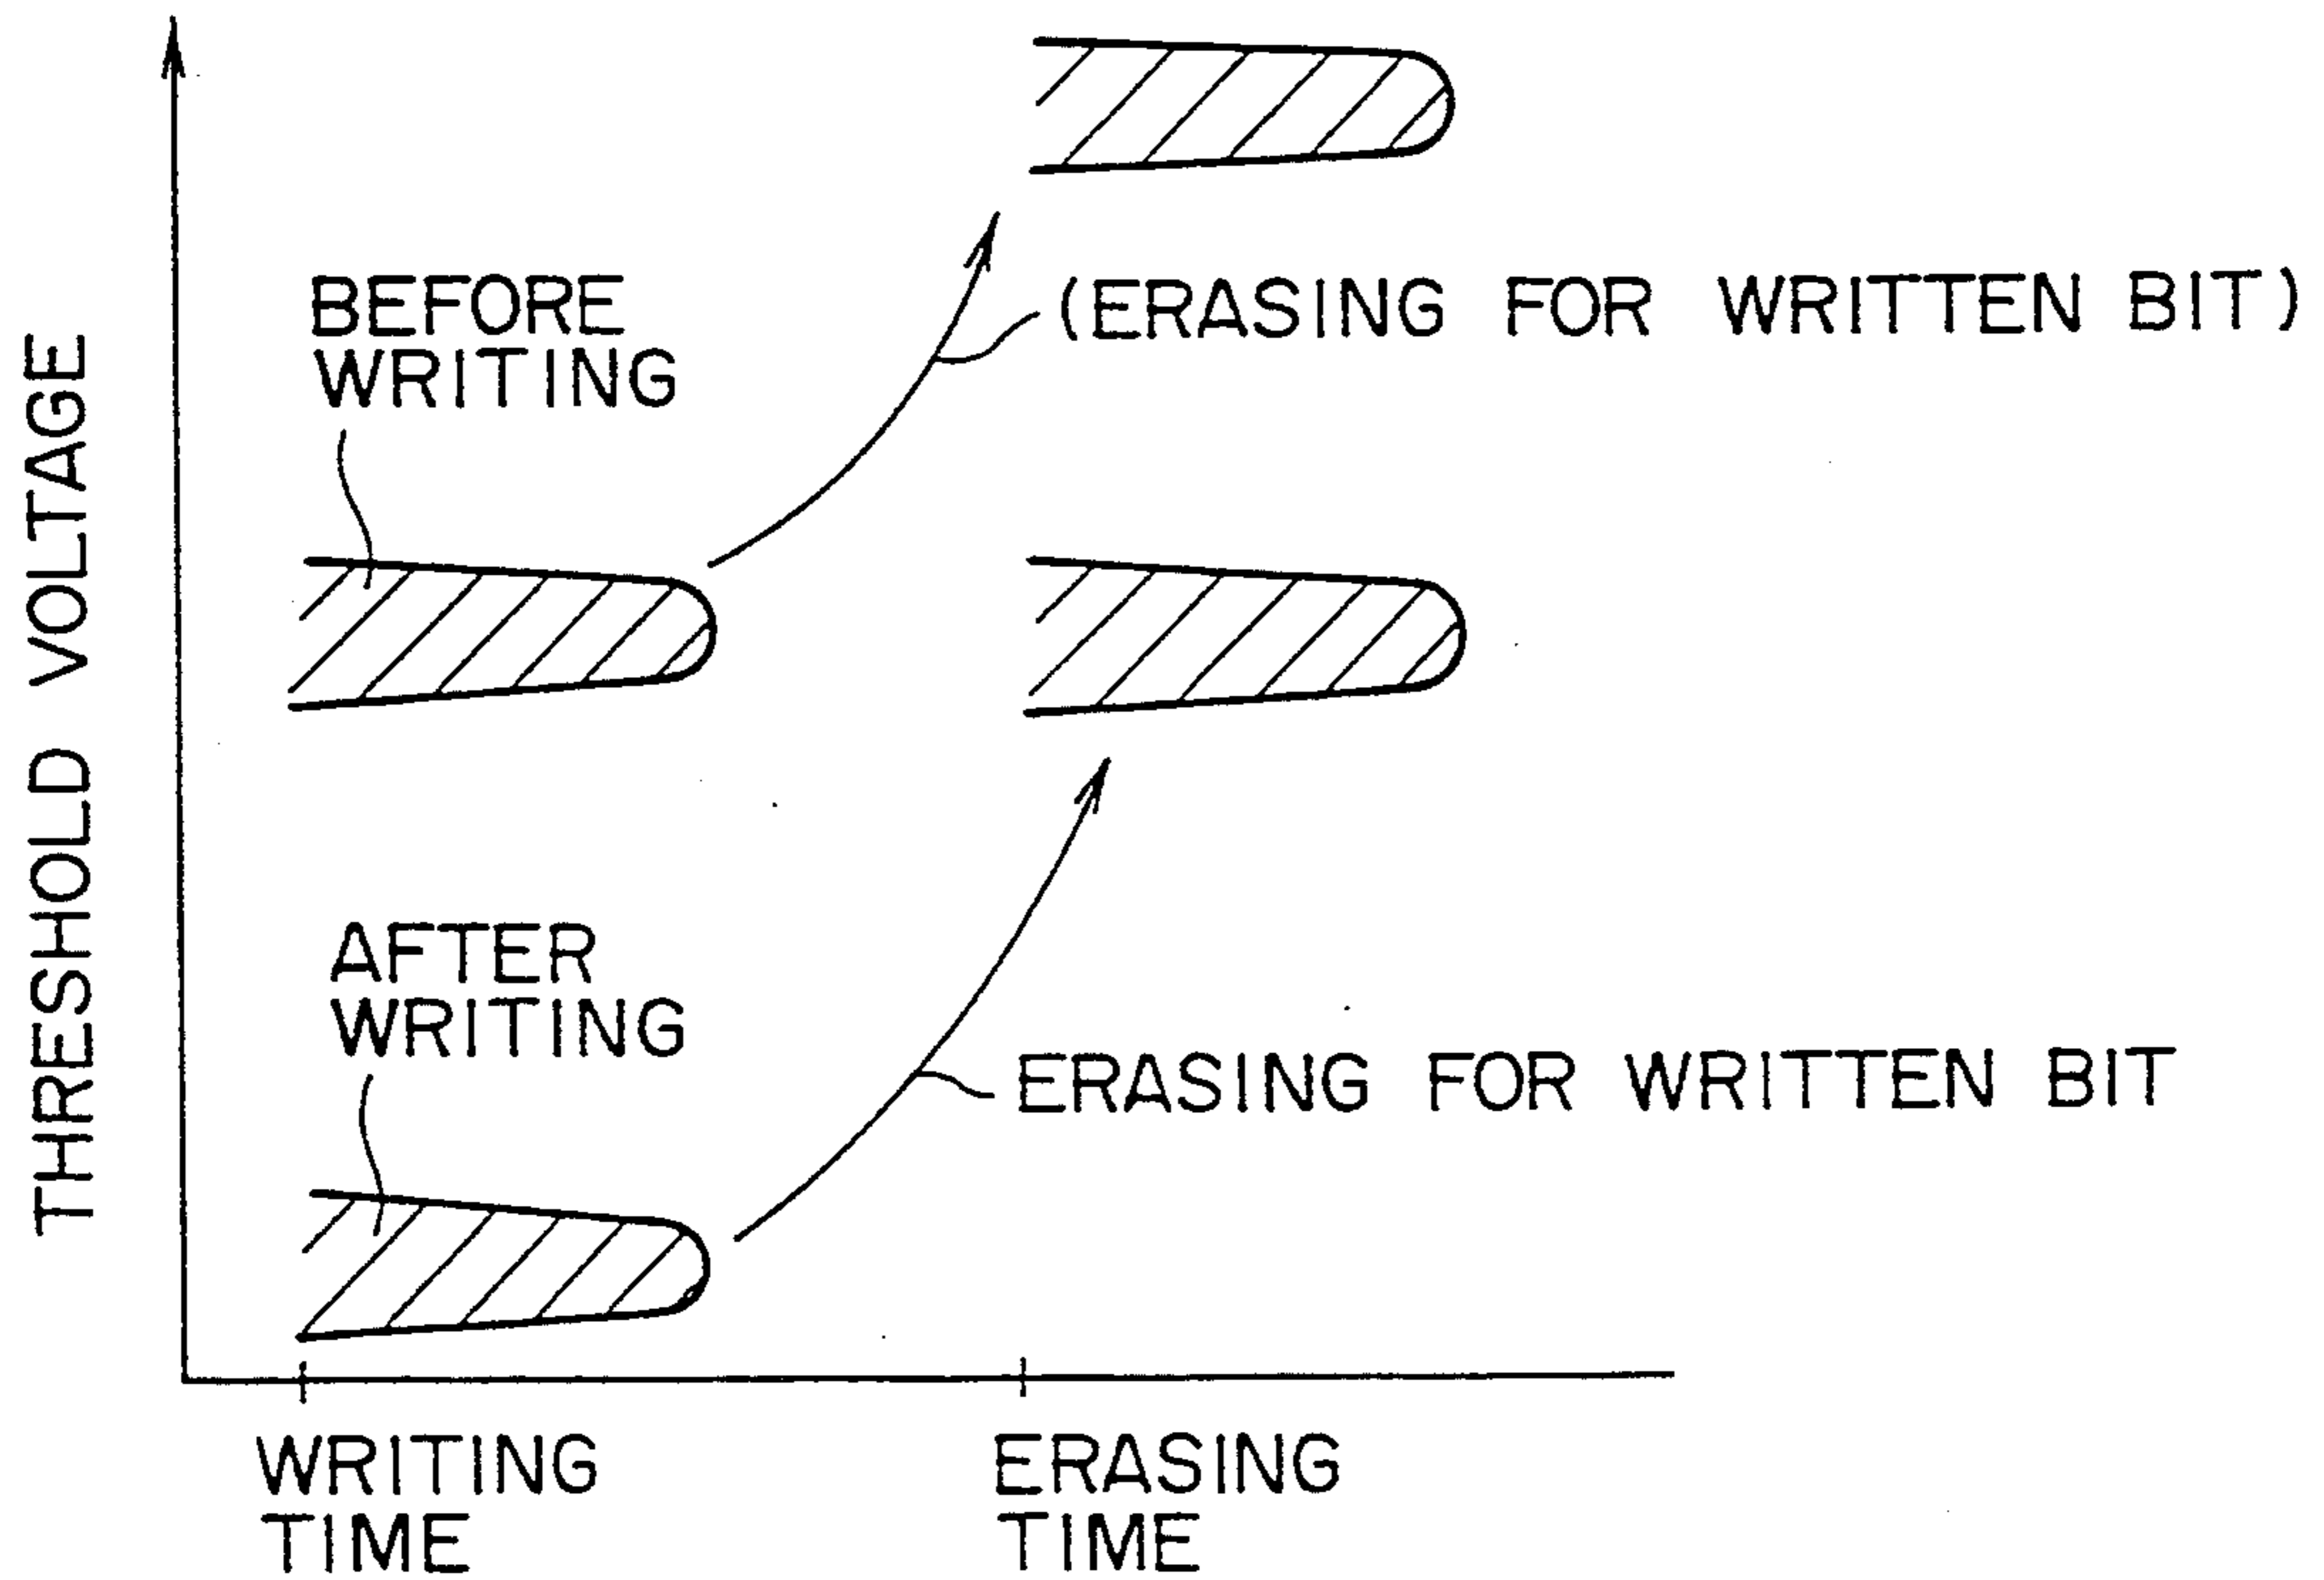 BEFORE
WRITING
(ERASING FOR WRITTEN BIT)
THRESHOLD VOLTAGE
AFTER
WRITING
ERASING FOR WRITTEN BIT
WRITING
TIME
ERASING
TIME